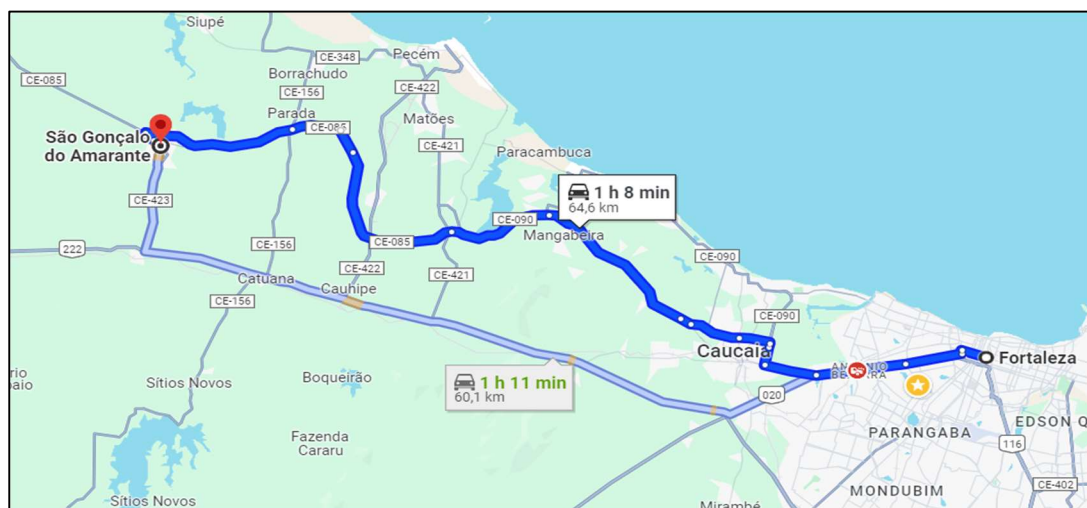 Siupé
Pecém
CE-348
Borrachudo
CE-085
CE-422
CE-156
Parada
Matões
CE-085
São Gonçalo
do Amarante
CE-421
Paracambuca
1 h 8 min
64,6 km
CE-423
CE-090
Mangabeira
222
CE-156
CE-085
CE-090
CE-422
CE-421
Catuana
Cauhipe
CE-156
CE-090
Caucaia
Fortaleza
1 h 11 min
60,1 km
Boqueirão
Sítios Novos
020
PARANGABA
EDSON Q
116
Fazenda
Cararu
CE-402
MONDUBIM
Sítios Novos
Mirambé